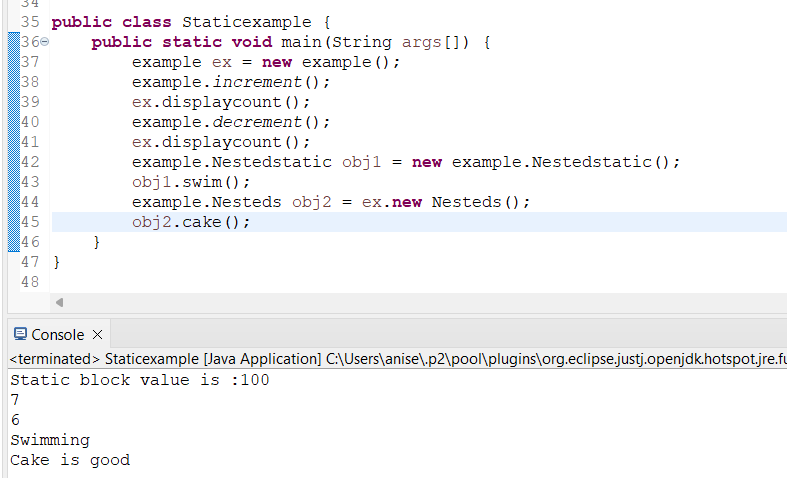 34
35 public class Staticexample {
36 public static void main(String args[]) {
37 example ex = new example();
38 example.increment();
39 ex.displaycount();
40 example.decrement();
41 ex.displaycount();
42 example.Nestedstatic obj1 = new example.Nestedstatic();
43 obj1.swim();
44 example.Nesteds obj2 = ex.new Nesteds();
45 obj2.cake();
46 }
47 }
48
Console
<terminated> Staticexample [Java Application] C:\Users\anise\.p2\pool\plugins\org.eclipse.justj.openjdk.hotspot.jre.fu
Static block value is :100
7
6
Swimming
Cake is good